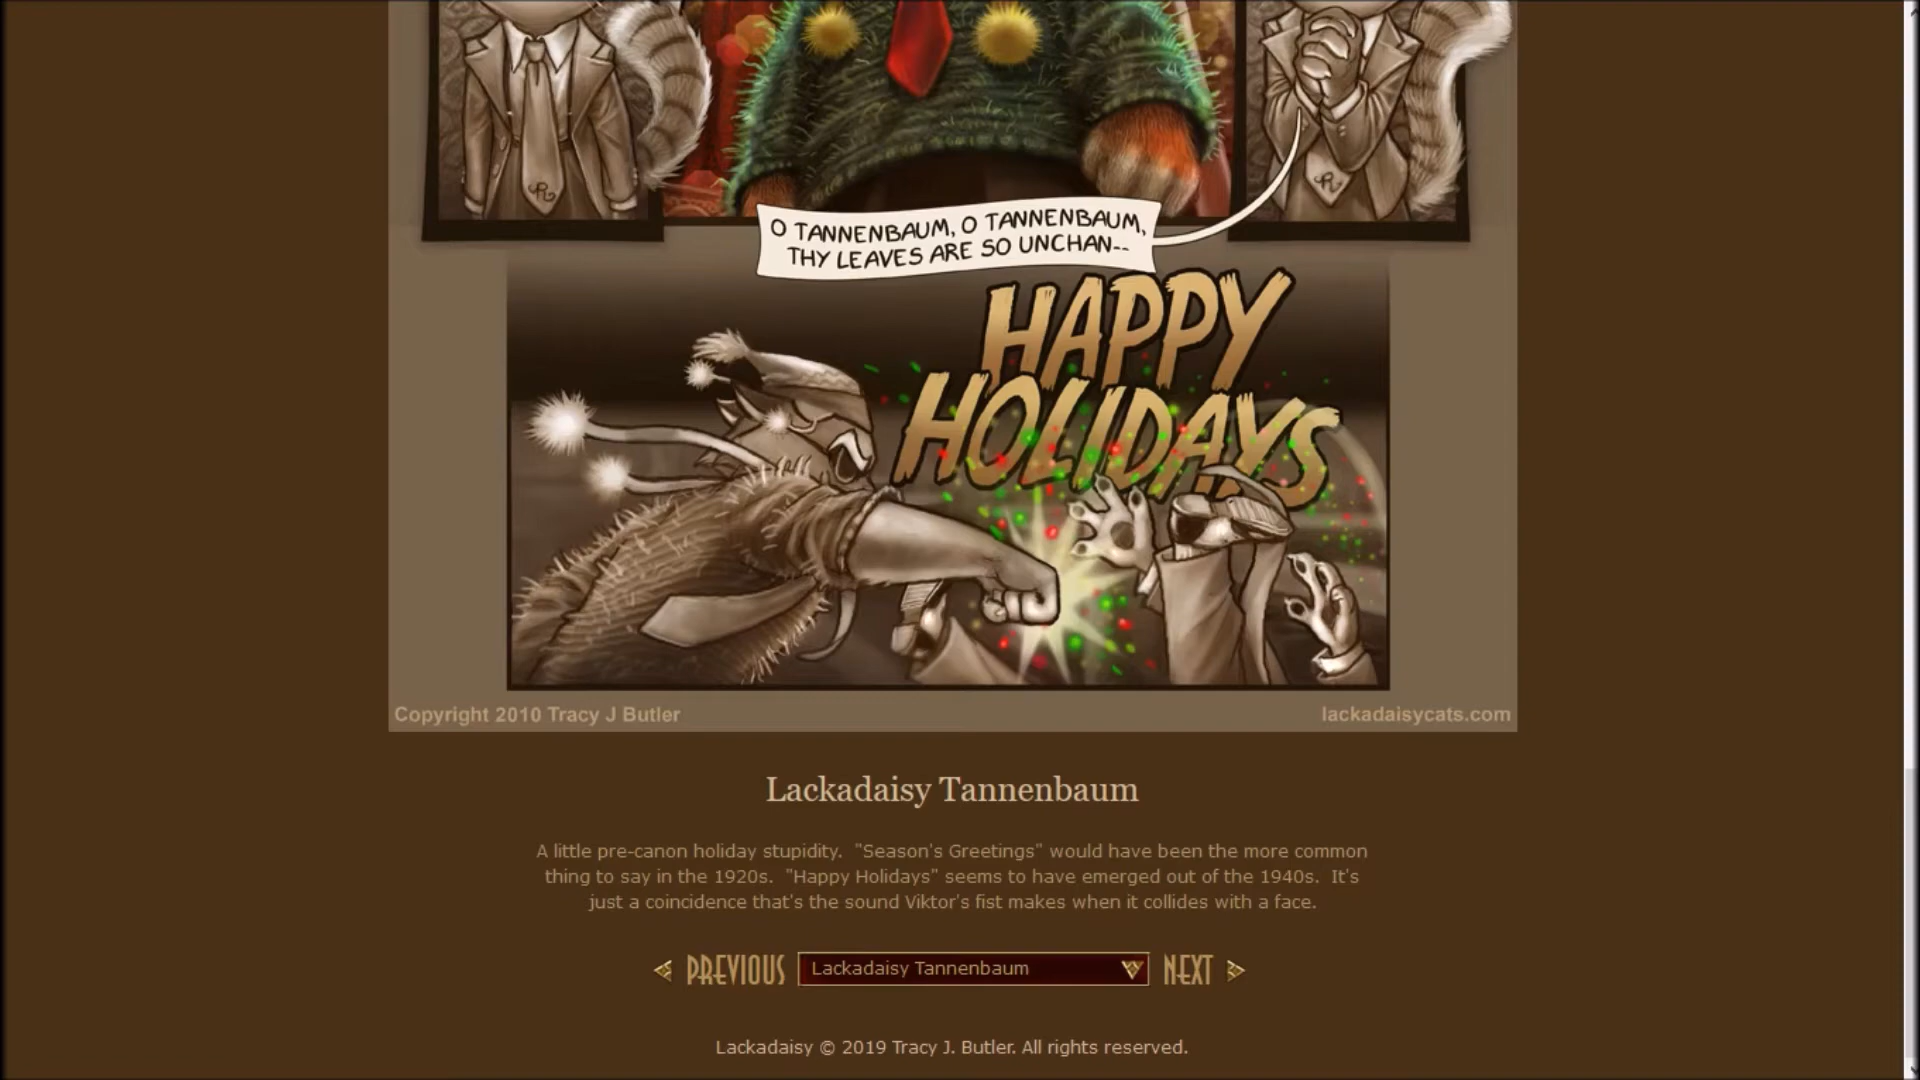 O TANNENBAUM, O TANNENBAUM,
THY LEAVES ARE SO UNCHAN--
HAPPY
HOLIDAYS
Copyright 2010 Tracy J Butler
lackadaisycats.com
Lackadaisy Tannenbaum
A little pre-canon holiday stupidity.  "Season's Greetings" would have been the more common
thing to say in the 1920s.  "Happy Holidays" seems to have emerged out of the 1940s.  It's
just a coincidence that's the sound Viktor's fist makes when it collides with a face.
PREVIOUS
Lackadaisy Tannenbaum
NEXT
Lackadaisy © 2019 Tracy J. Butler. All rights reserved.